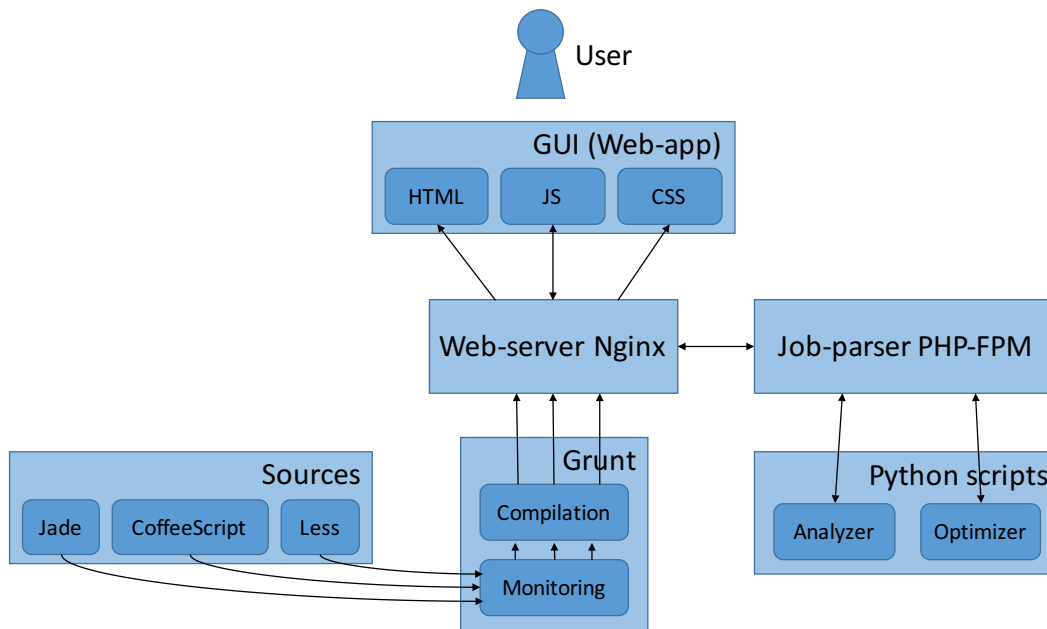 User
GUI (Web-app)
HTML
JS
CSS
Web-server Nginx
Job-parser PHP-FPM
Sources
Jade
CoffeeScript
Less
Grunt
Compilation
Monitoring
Python scripts
Analyzer
Optimizer